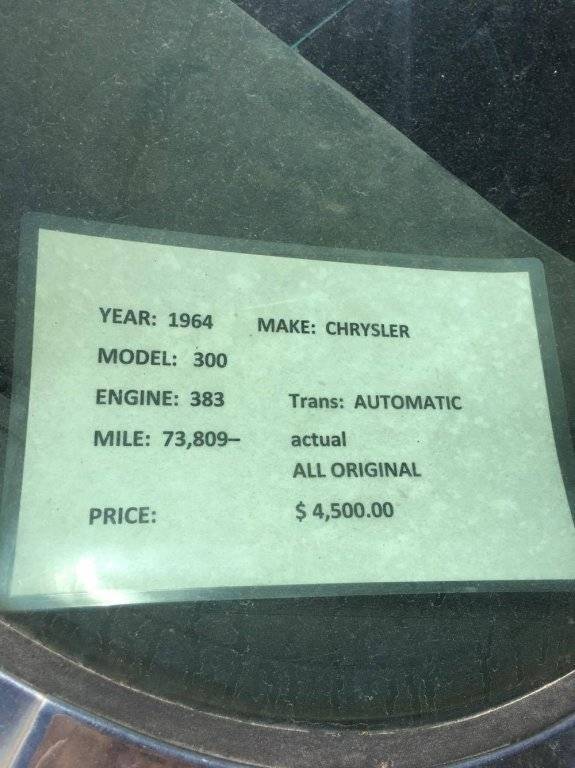 YEAR: 1964 MAKE: CHRYSLER
MODEL: 300
ENGINE: 383 Trans: AUTOMATIC
MILE: 73,809– actual
ALL ORIGINAL
PRICE: $ 4,500.00